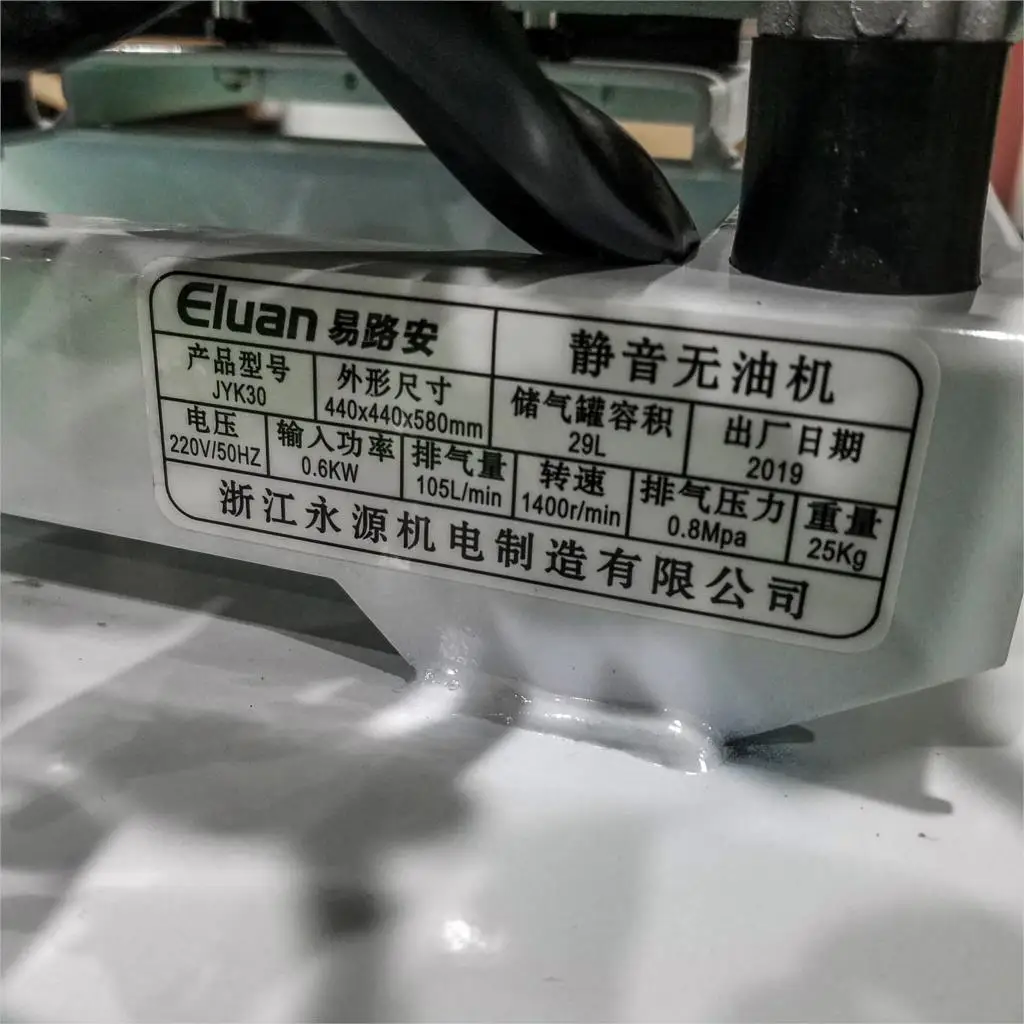 Eluan 易路安
静音无油机
产品型号
JYK30
外形尺寸
440x440x580mm
储气罐容积
29L
出厂日期
2019
电压
220V/50HZ
输入功率
0.6KW
排气量
105L/min
转速
1400r/min
排气压力
0.8Mpa
重量
25Kg
浙江永源机电制造有限公司